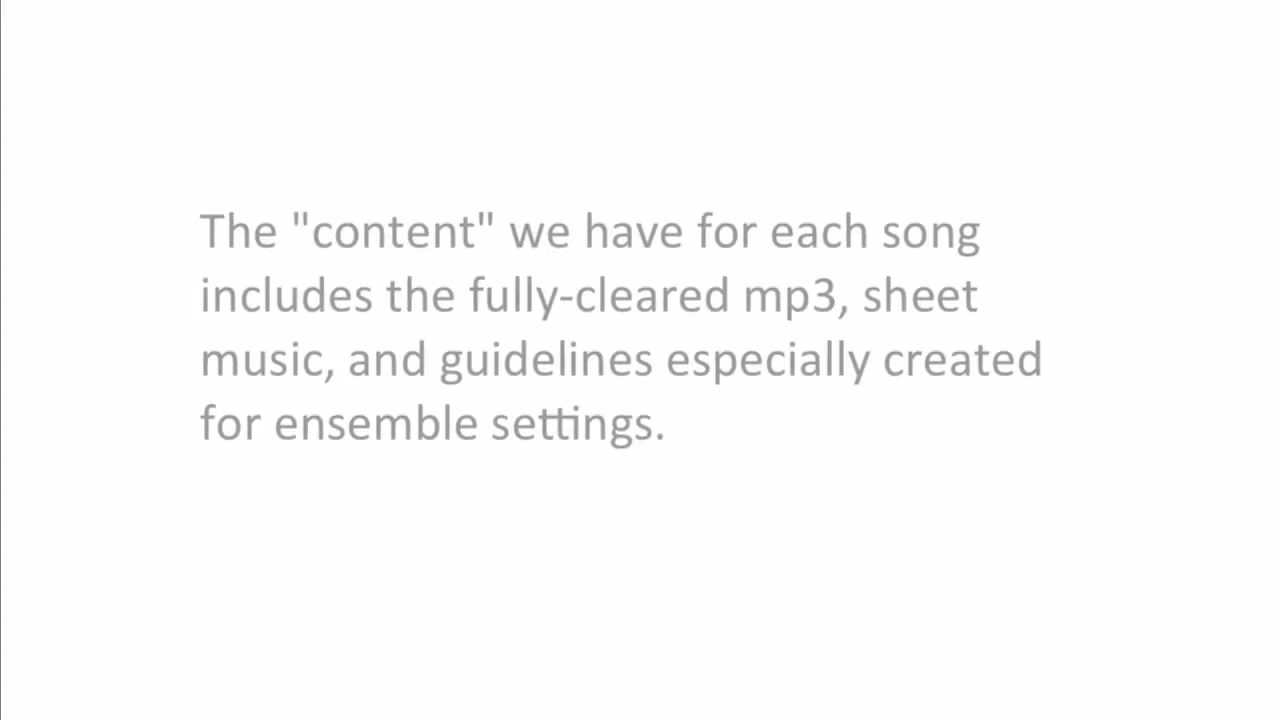 The "content" we have for each song
includes the fully-cleared mp3, sheet
music, and guidelines especially created
for ensemble settings.